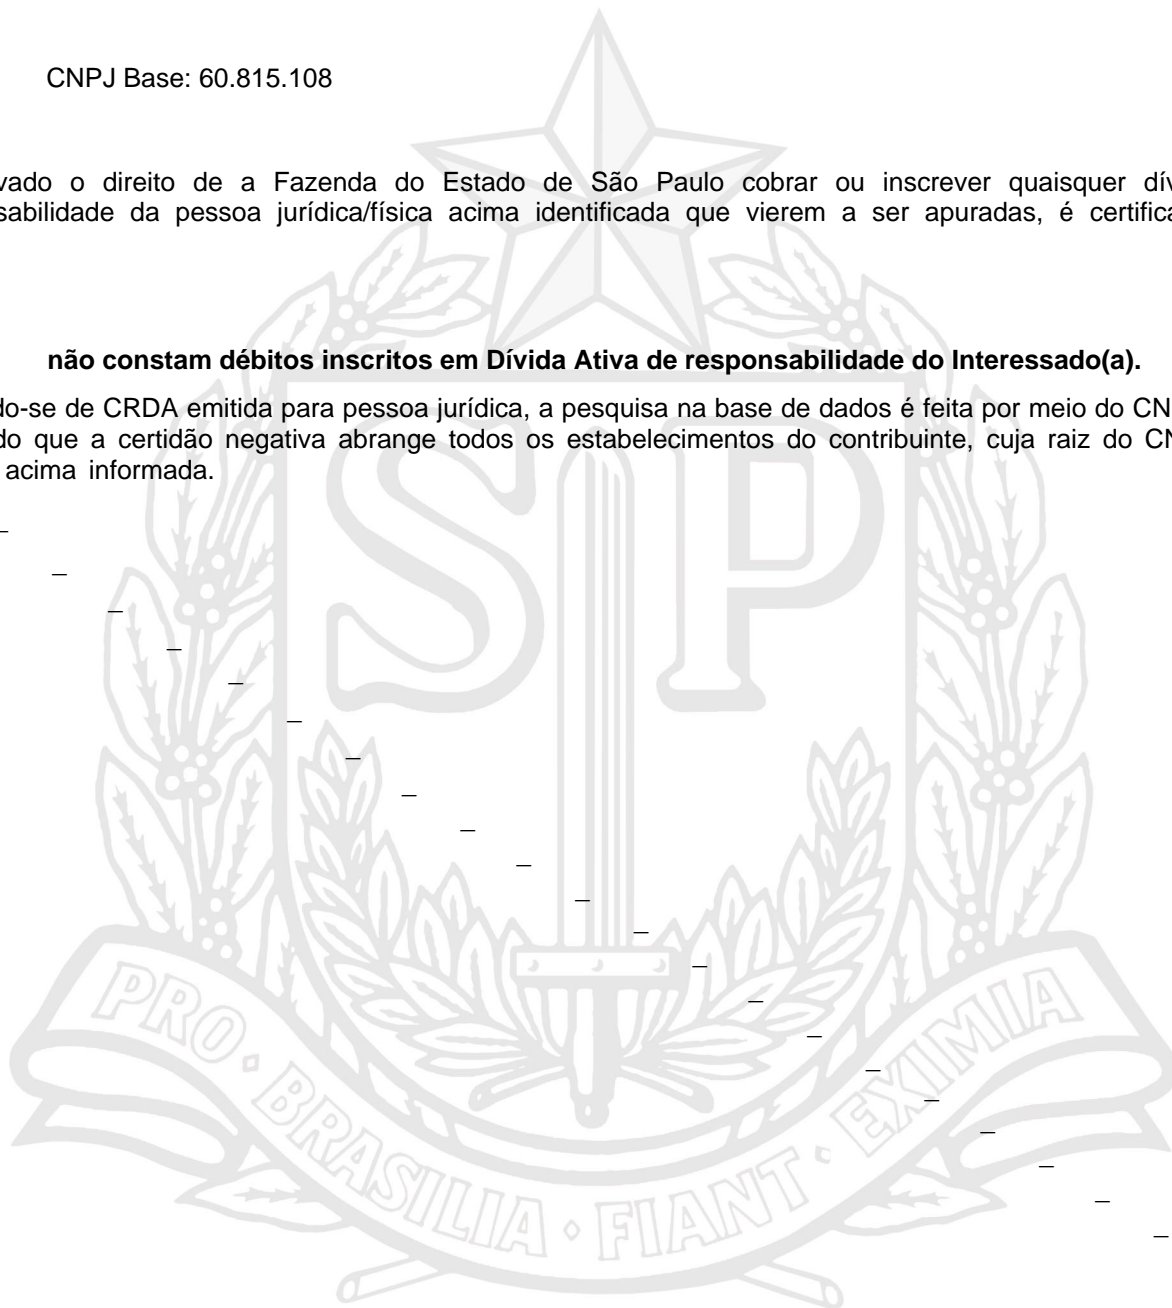 CNPJ Base: 60.815.108
vado o direito de a Fazenda do Estado de São Paulo cobrar ou inscrever quaisquer dív
sabilidade da pessoa jurídica/física acima identificada que vierem a ser apuradas, é certifica
não constam débitos inscritos em Dívida Ativa de responsabilidade do Interessado(a).
do-se de CRDA emitida para pessoa jurídica, a pesquisa na base de dados é feita por meio do CN
do que a certidão negativa abrange todos os estabelecimentos do contribuinte, cuja raiz do CN
acima informada.
SP
PRO • BRASILIA • FIANT • EXIMIA